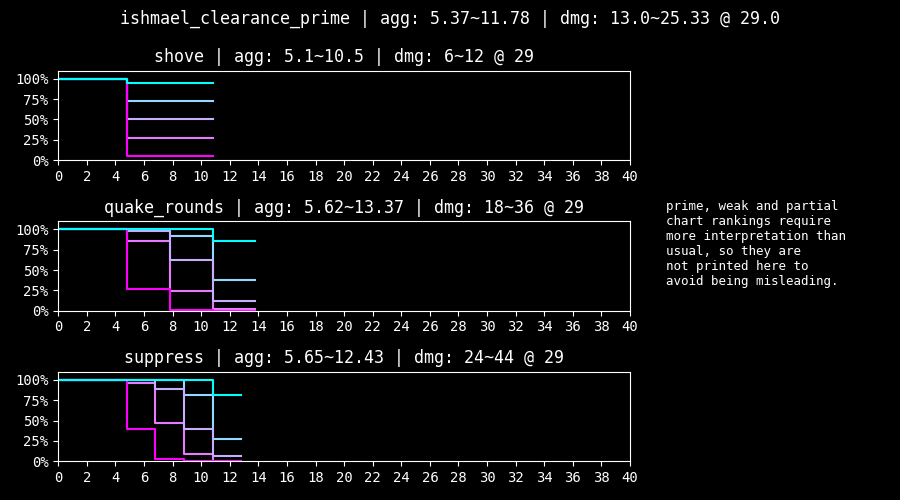 ishmael_clearance_prime | agg: 5.37~11.78 | dmg: 13.0~25.33 @ 29.0
shove | agg: 5.1~10.5 | dmg: 6~12 @ 29
100%
75%
50%
25%
0%
0 2 4 6 8 10 12 14 16 18 20 22 24 26 28 30 32 34 36 38 40
quake_rounds | agg: 5.62~13.37 | dmg: 18~36 @ 29
100%
75%
50%
25%
0%
0 2 4 6 8 10 12 14 16 18 20 22 24 26 28 30 32 34 36 38 40
prime, weak and partial
chart rankings require
more interpretation than
usual, so they are
not printed here to
avoid being misleading.
suppress | agg: 5.65~12.43 | dmg: 24~44 @ 29
100%
75%
50%
25%
0%
0 2 4 6 8 10 12 14 16 18 20 22 24 26 28 30 32 34 36 38 40